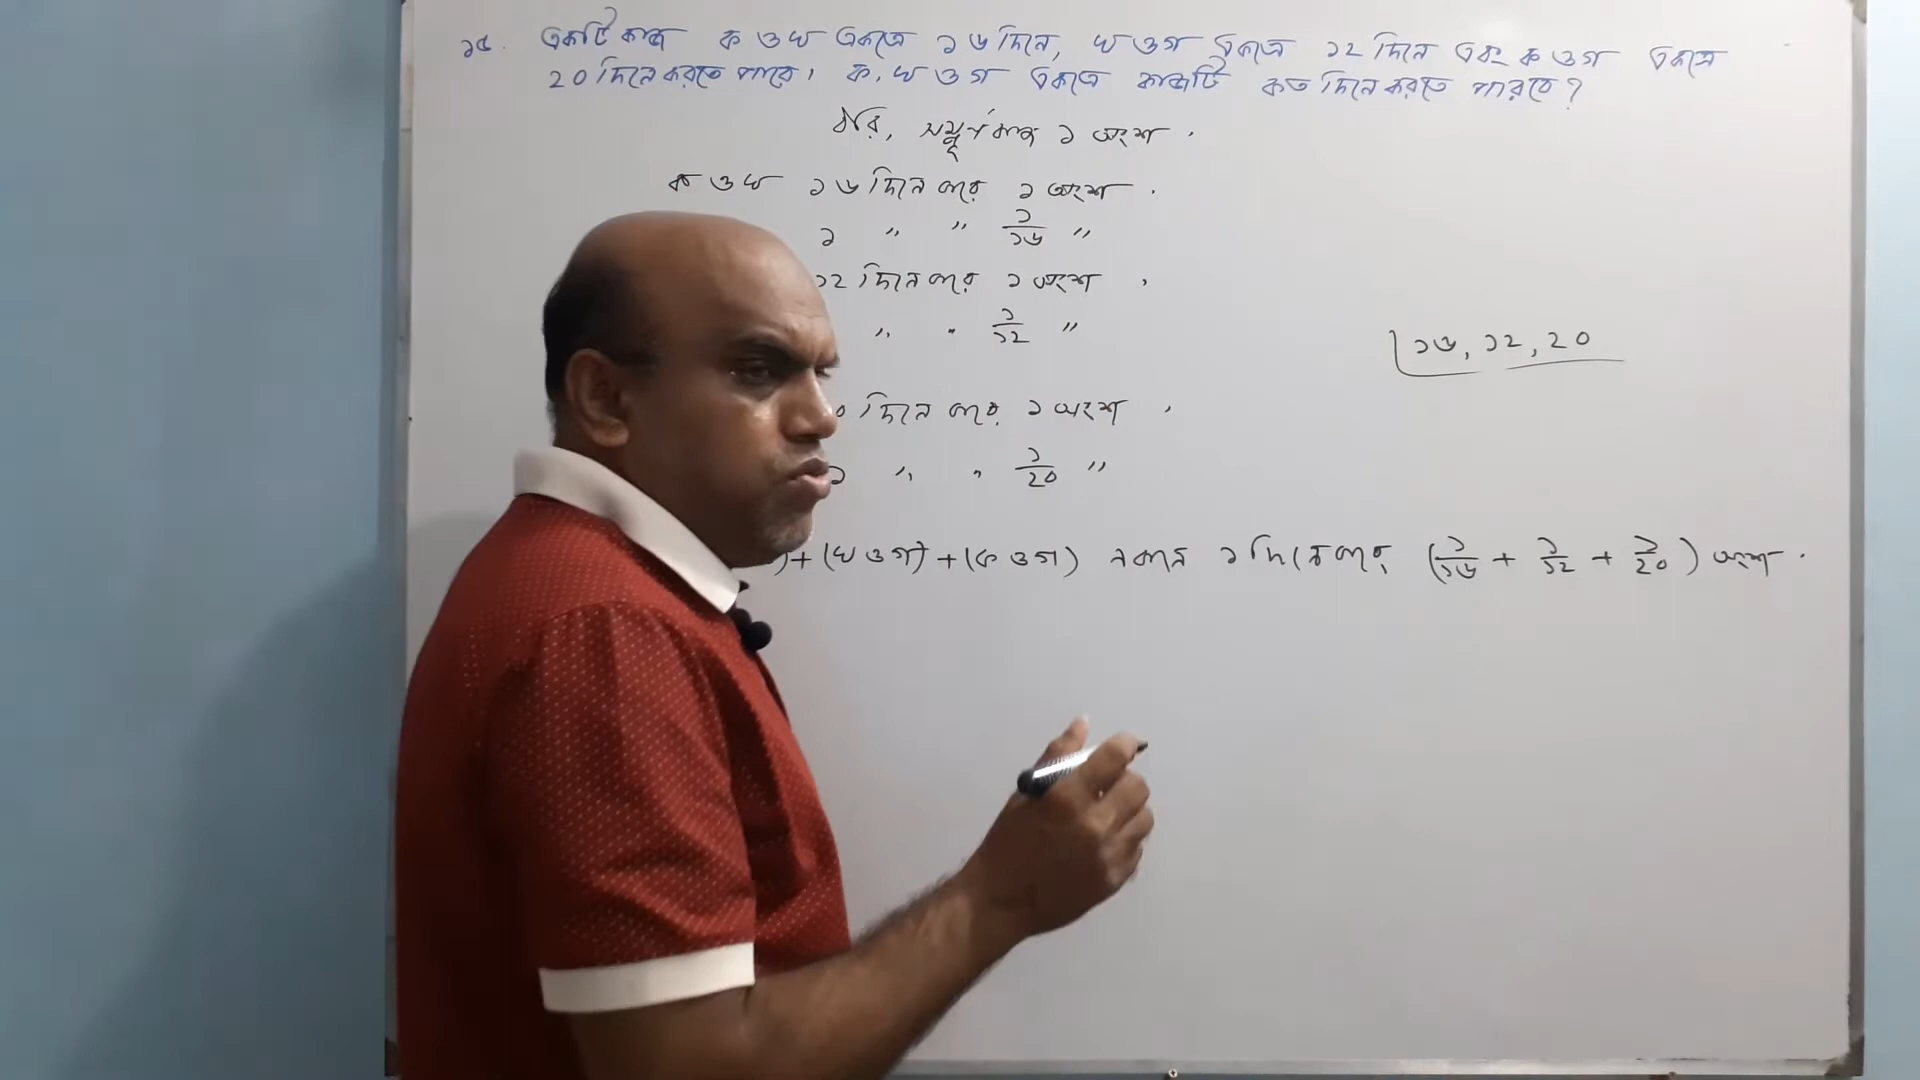 ১৫. একটি কাজ ক ও খ একত্রে ১৬ দিনে, খ ও গ একত্রে ১২ দিনে এবং ক ও গ একত্রে
২০ দিনে করতে পারে। ক, খ ও গ একত্রে কাজটি কত দিনে করতে পারবে?
ধরি, সম্পূর্ণ কাজ ১ অংশ।
ক ও খ ১৬ দিনে করে ১ অংশ।
১ " " ১/১৬ "
১২ দিনে করে ১ অংশ।
" " ১/১২ "
১৬, ১২, ২০
০ দিনে করে ১ অংশ।
১ " " ১/২০ "
)+(খ ও গ)+(ক ও গ) ১ দিনে করে (১/১৬ + ১/১২ + ১/২০) অংশ।